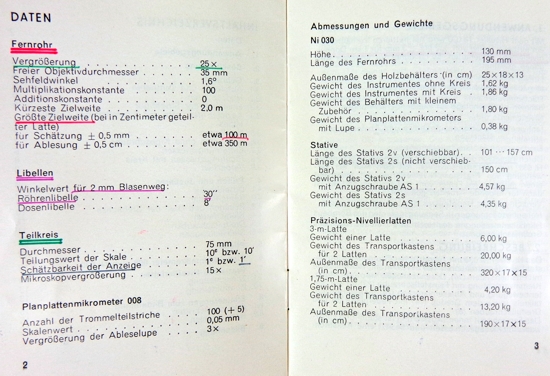 DATEN
Fernrohr
Vergrößerung 25×
Freier Objektivdurchmesser 35 mm
Sehfeldwinkel 1,6°
Multiplikationskonstante 100
Additionskonstante 0
Kürzeste Zielweite 2,0 m
Größte Zielweite (bei in Zentimeter geteil-
ter Latte)
für Schätzung ± 0,5 mm etwa 100 m
für Ablesung ± 0,5 cm etwa 350 m
Libellen
Winkelwert für 2 mm Blasenweg:
Röhrenlibelle 30″
Dosenlibelle 8′
Teilkreis
Durchmesser 75 mm
Teilungswert der Skale 10ᶜ bzw. 10′
Schätzbarkeit der Anzeige 1ᶜ bzw. 1′
Mikroskopvergrößerung 15×
Planplattenmikrometer 008
Anzahl der Trommelteilstriche 100 (+ 5)
Skalenwert 0,05 mm
Vergrößerung der Ableselupe 3×
2
Abmessungen und Gewichte
Ni 030
Höhe 130 mm
Länge des Fernrohrs 195 mm
Außenmaße des Holzbehälters (in cm) 25×18×13
Gewicht des Instrumentes ohne Kreis 1,62 kg
Gewicht des Instrumentes mit Kreis 1,86 kg
Gewicht des Behälters mit kleinem
Zubehör 1,80 kg
Gewicht des Planplattenmikrometers
mit Lupe 0,38 kg
Stative
Länge des Stativs 2v (verschiebbar) 101 ··· 157 cm
Länge des Stativs 2s (nicht verschieb-
bar) 150 cm
Gewicht des Stativs 2v
mit Anzugschraube AS 1 4,57 kg
Gewicht des Stativs 2s
mit Anzugschraube AS 1 4,35 kg
Präzisions-Nivellierlatten
3-m-Latte
Gewicht einer Latte 6,00 kg
Gewicht des Transportkastens
für 2 Latten 20,00 kg
Außenmaße des Transportkastens
(in cm) 320×17×15
1,75-m-Latte
Gewicht einer Latte 4,20 kg
Gewicht des Transportkastens
für 2 Latten 13,20 kg
Außenmaße des Transportkastens
(in cm) 190×17×15
3